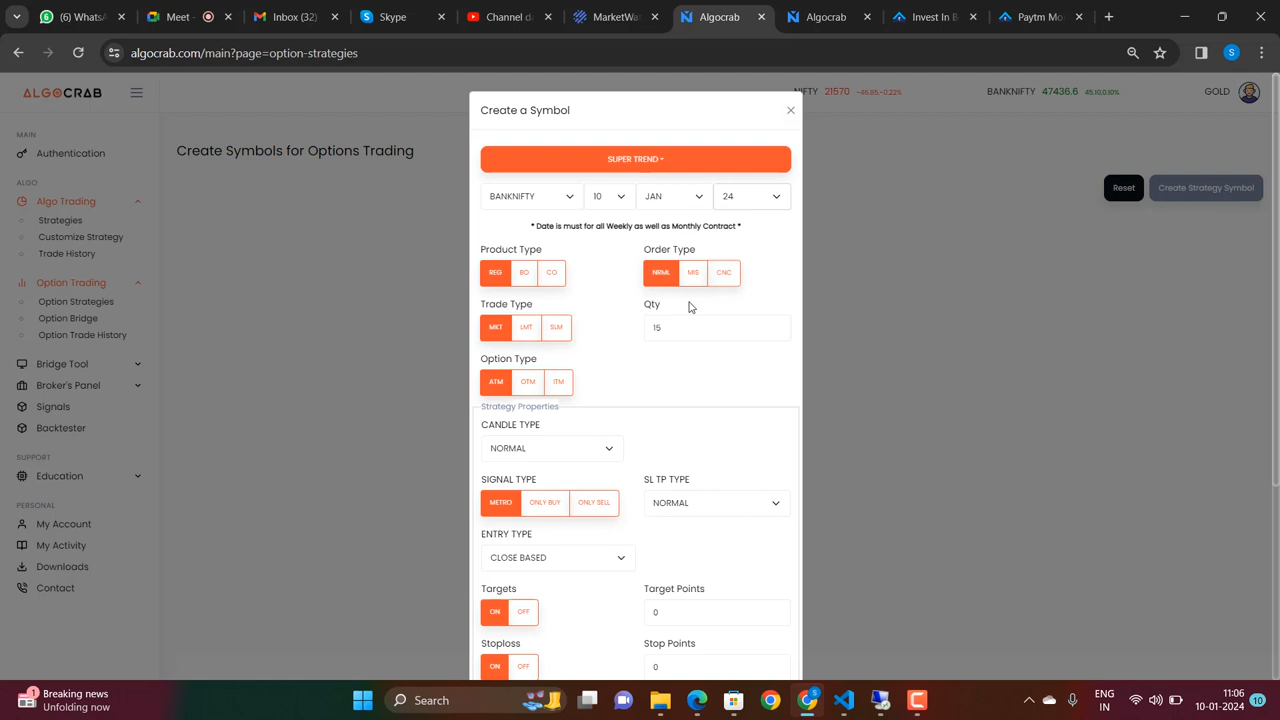 WhatsA
Meet -
Inbox (32)
Skype
Channel da
MarketWat
Algocrab
Algocrab
Invest In B
Paytm Mo
algocrab.com/main?page=option-strategies
S
ALGOCRAB
NIFTY 21570 -46.85,-0.22%
BANKNIFTY 47436.6 45.10,0.10%
GOLD
MAIN
Authentication
ALGO
Algo Trading
Strategies
Customize Strategy
Trade History
Option Trading
Option Strategies
Option Bridge
Option Trade History
Bridge Tool
Broker's Panel
Signals
Backtester
SUPPORT
Education
PERSONAL
My Account
My Activity
Downloads
Contact
Create Symbols for Options Trading
Reset
Create Strategy Symbol
Create a Symbol
SUPER TREND
BANKNIFTY 10 JAN 24
* Date is must for all Weekly as well as Monthly Contract *
Product Type Order Type
REG BO CO NRML MIS CNC
Trade Type Qty
MKT LMT SLM 15
Option Type
ATM OTM ITM
Strategy Properties
CANDLE TYPE
NORMAL
SIGNAL TYPE SL TP TYPE
METRO ONLY BUY ONLY SELL NORMAL
ENTRY TYPE
CLOSE BASED
Targets Target Points
ON OFF 0
Stoploss Stop Points
ON OFF 0
1
Breaking news
Unfolding now
Search
S
ENG
IN
11:06
10-01-2024
10